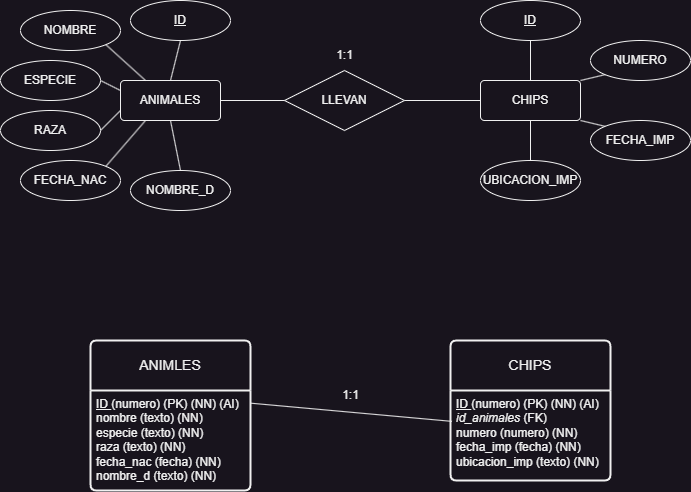 NOMBRE
ID
ESPECIE
RAZA
FECHA_NAC
NOMBRE_D
ANIMALES
1:1
LLEVAN
CHIPS
ID
NUMERO
FECHA_IMP
UBICACION_IMP
ANIMLES
ID (numero) (PK) (NN) (AI)
nombre (texto) (NN)
especie (texto) (NN)
raza (texto) (NN)
fecha_nac (fecha) (NN)
nombre_d (texto) (NN)
1:1
CHIPS
ID (numero) (PK) (NN) (AI)
id_animales (FK)
numero (numero) (NN)
fecha_imp (fecha) (NN)
ubicacion_imp (texto) (NN)